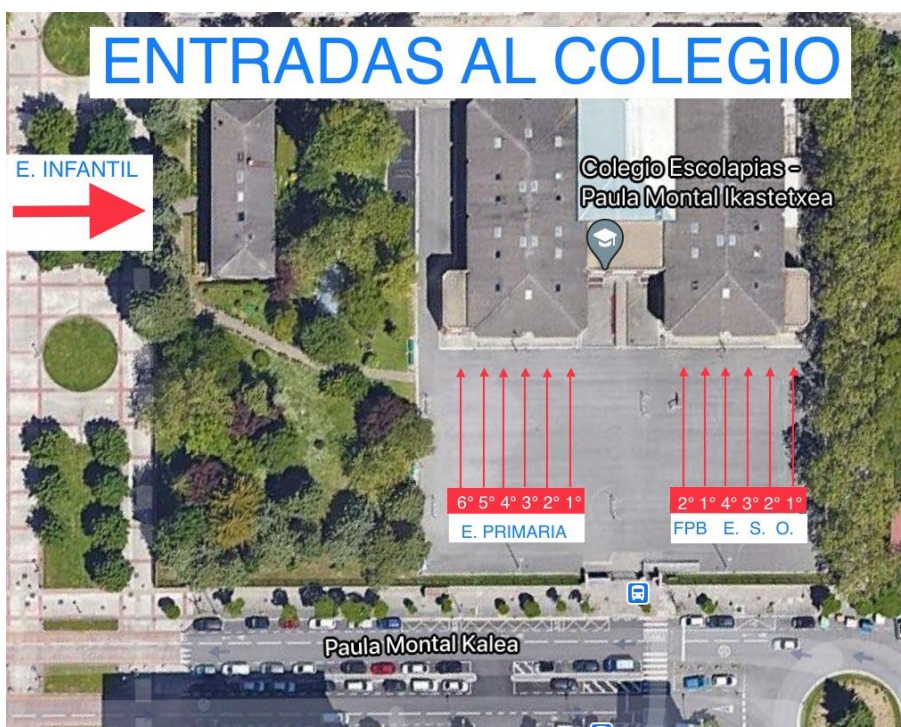 ENTRADAS AL COLEGIO
E. INFANTIL
Colegio Escolapias -
Paula Montal Ikastetxea
6° 5° 4° 3° 2° 1°
E. PRIMARIA
2° 1° 4° 3° 2° 1°
FPB E. S. O.
Paula Montal Kalea